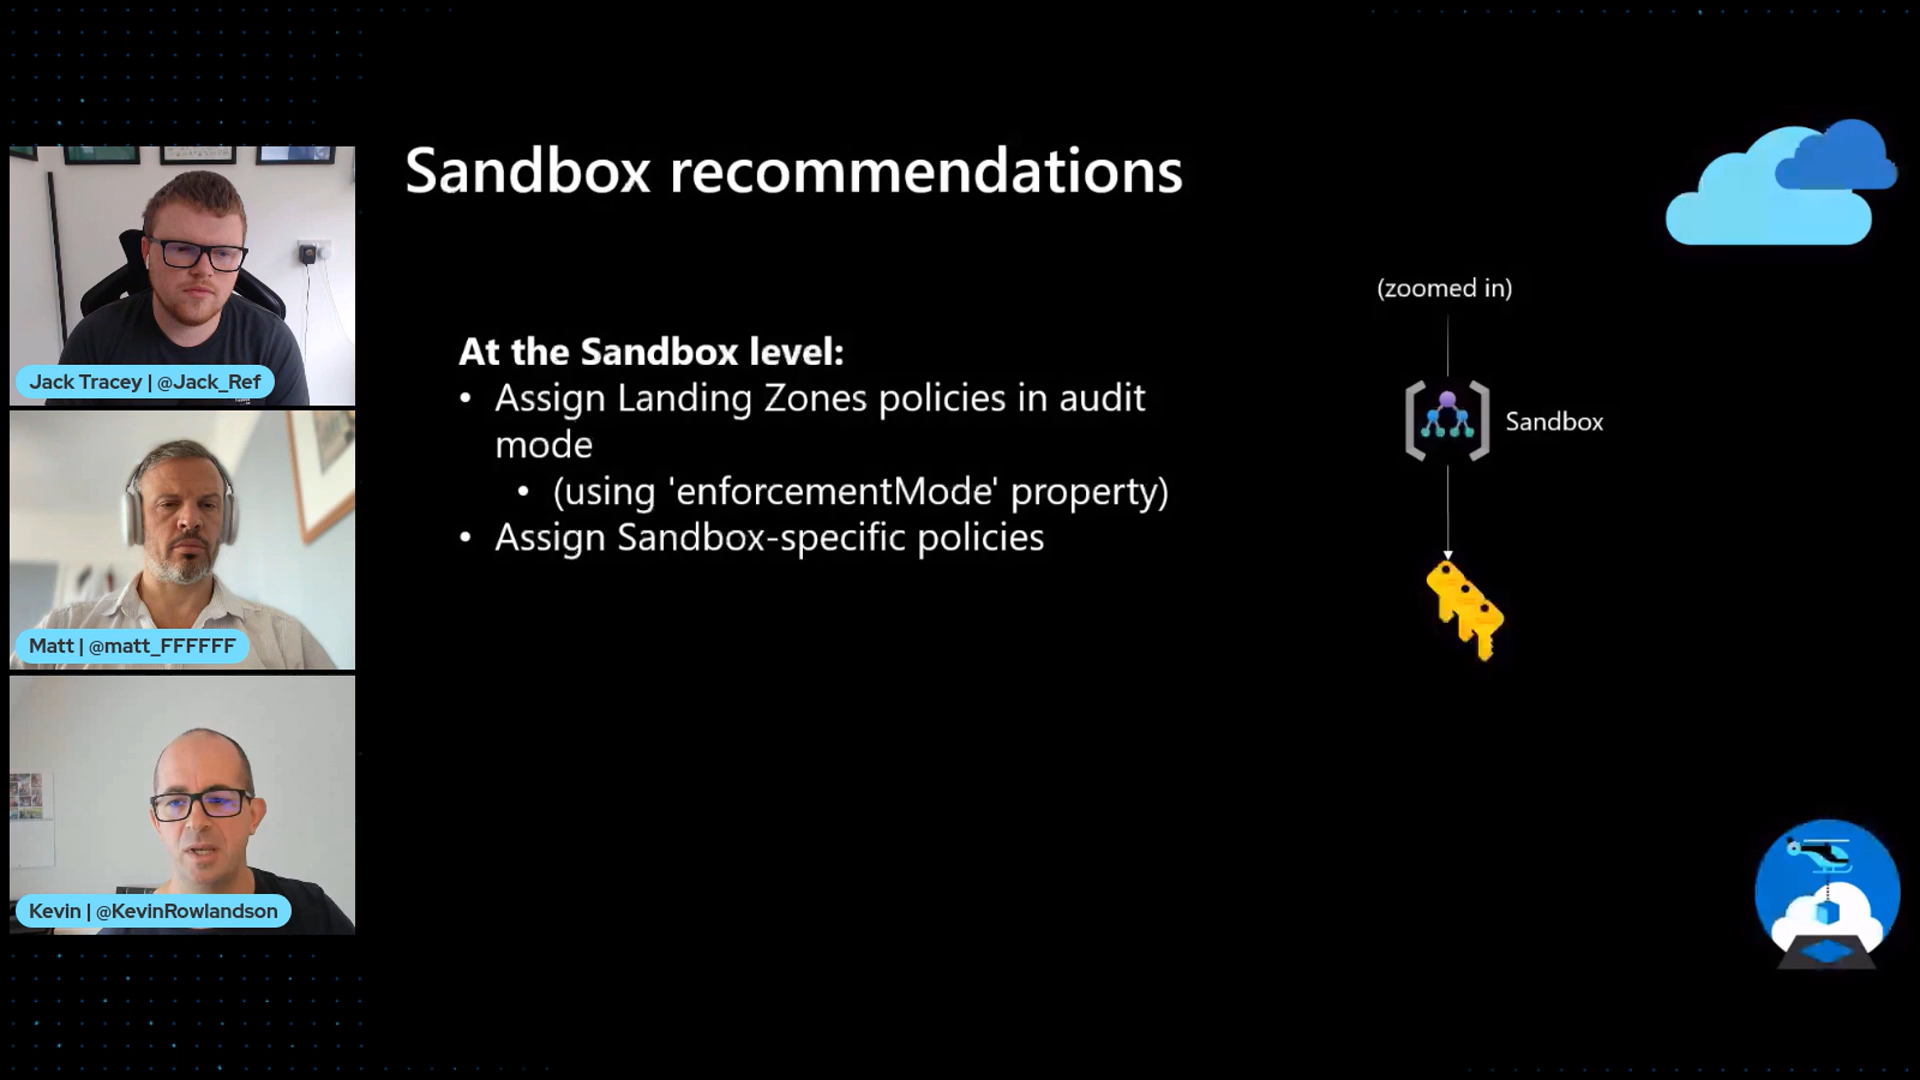 Sandbox recommendations
At the Sandbox level:
• Assign Landing Zones policies in audit
mode
• (using 'enforcementMode' property)
• Assign Sandbox-specific policies
(zoomed in)
Sandbox
Jack Tracey | @Jack_Ref
Matt | @matt_FFFFFF
Kevin | @KevinRowlandson